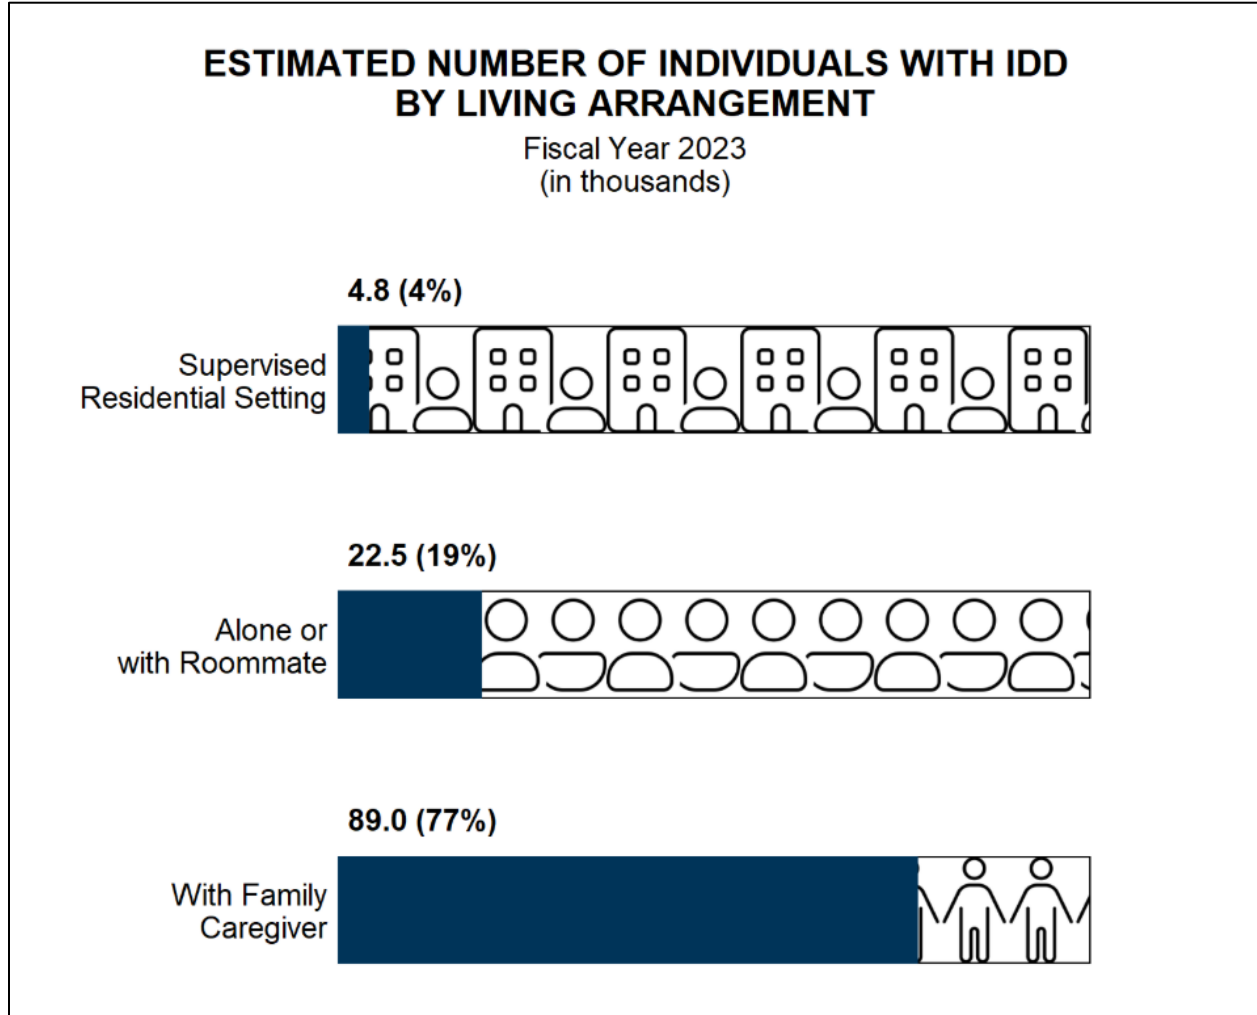 ESTIMATED NUMBER OF INDIVIDUALS WITH IDD
BY LIVING ARRANGEMENT
Fiscal Year 2023
(in thousands)
4.8 (4%)
Supervised
Residential Setting
22.5 (19%)
Alone or
with Roommate
89.0 (77%)
With Family
Caregiver